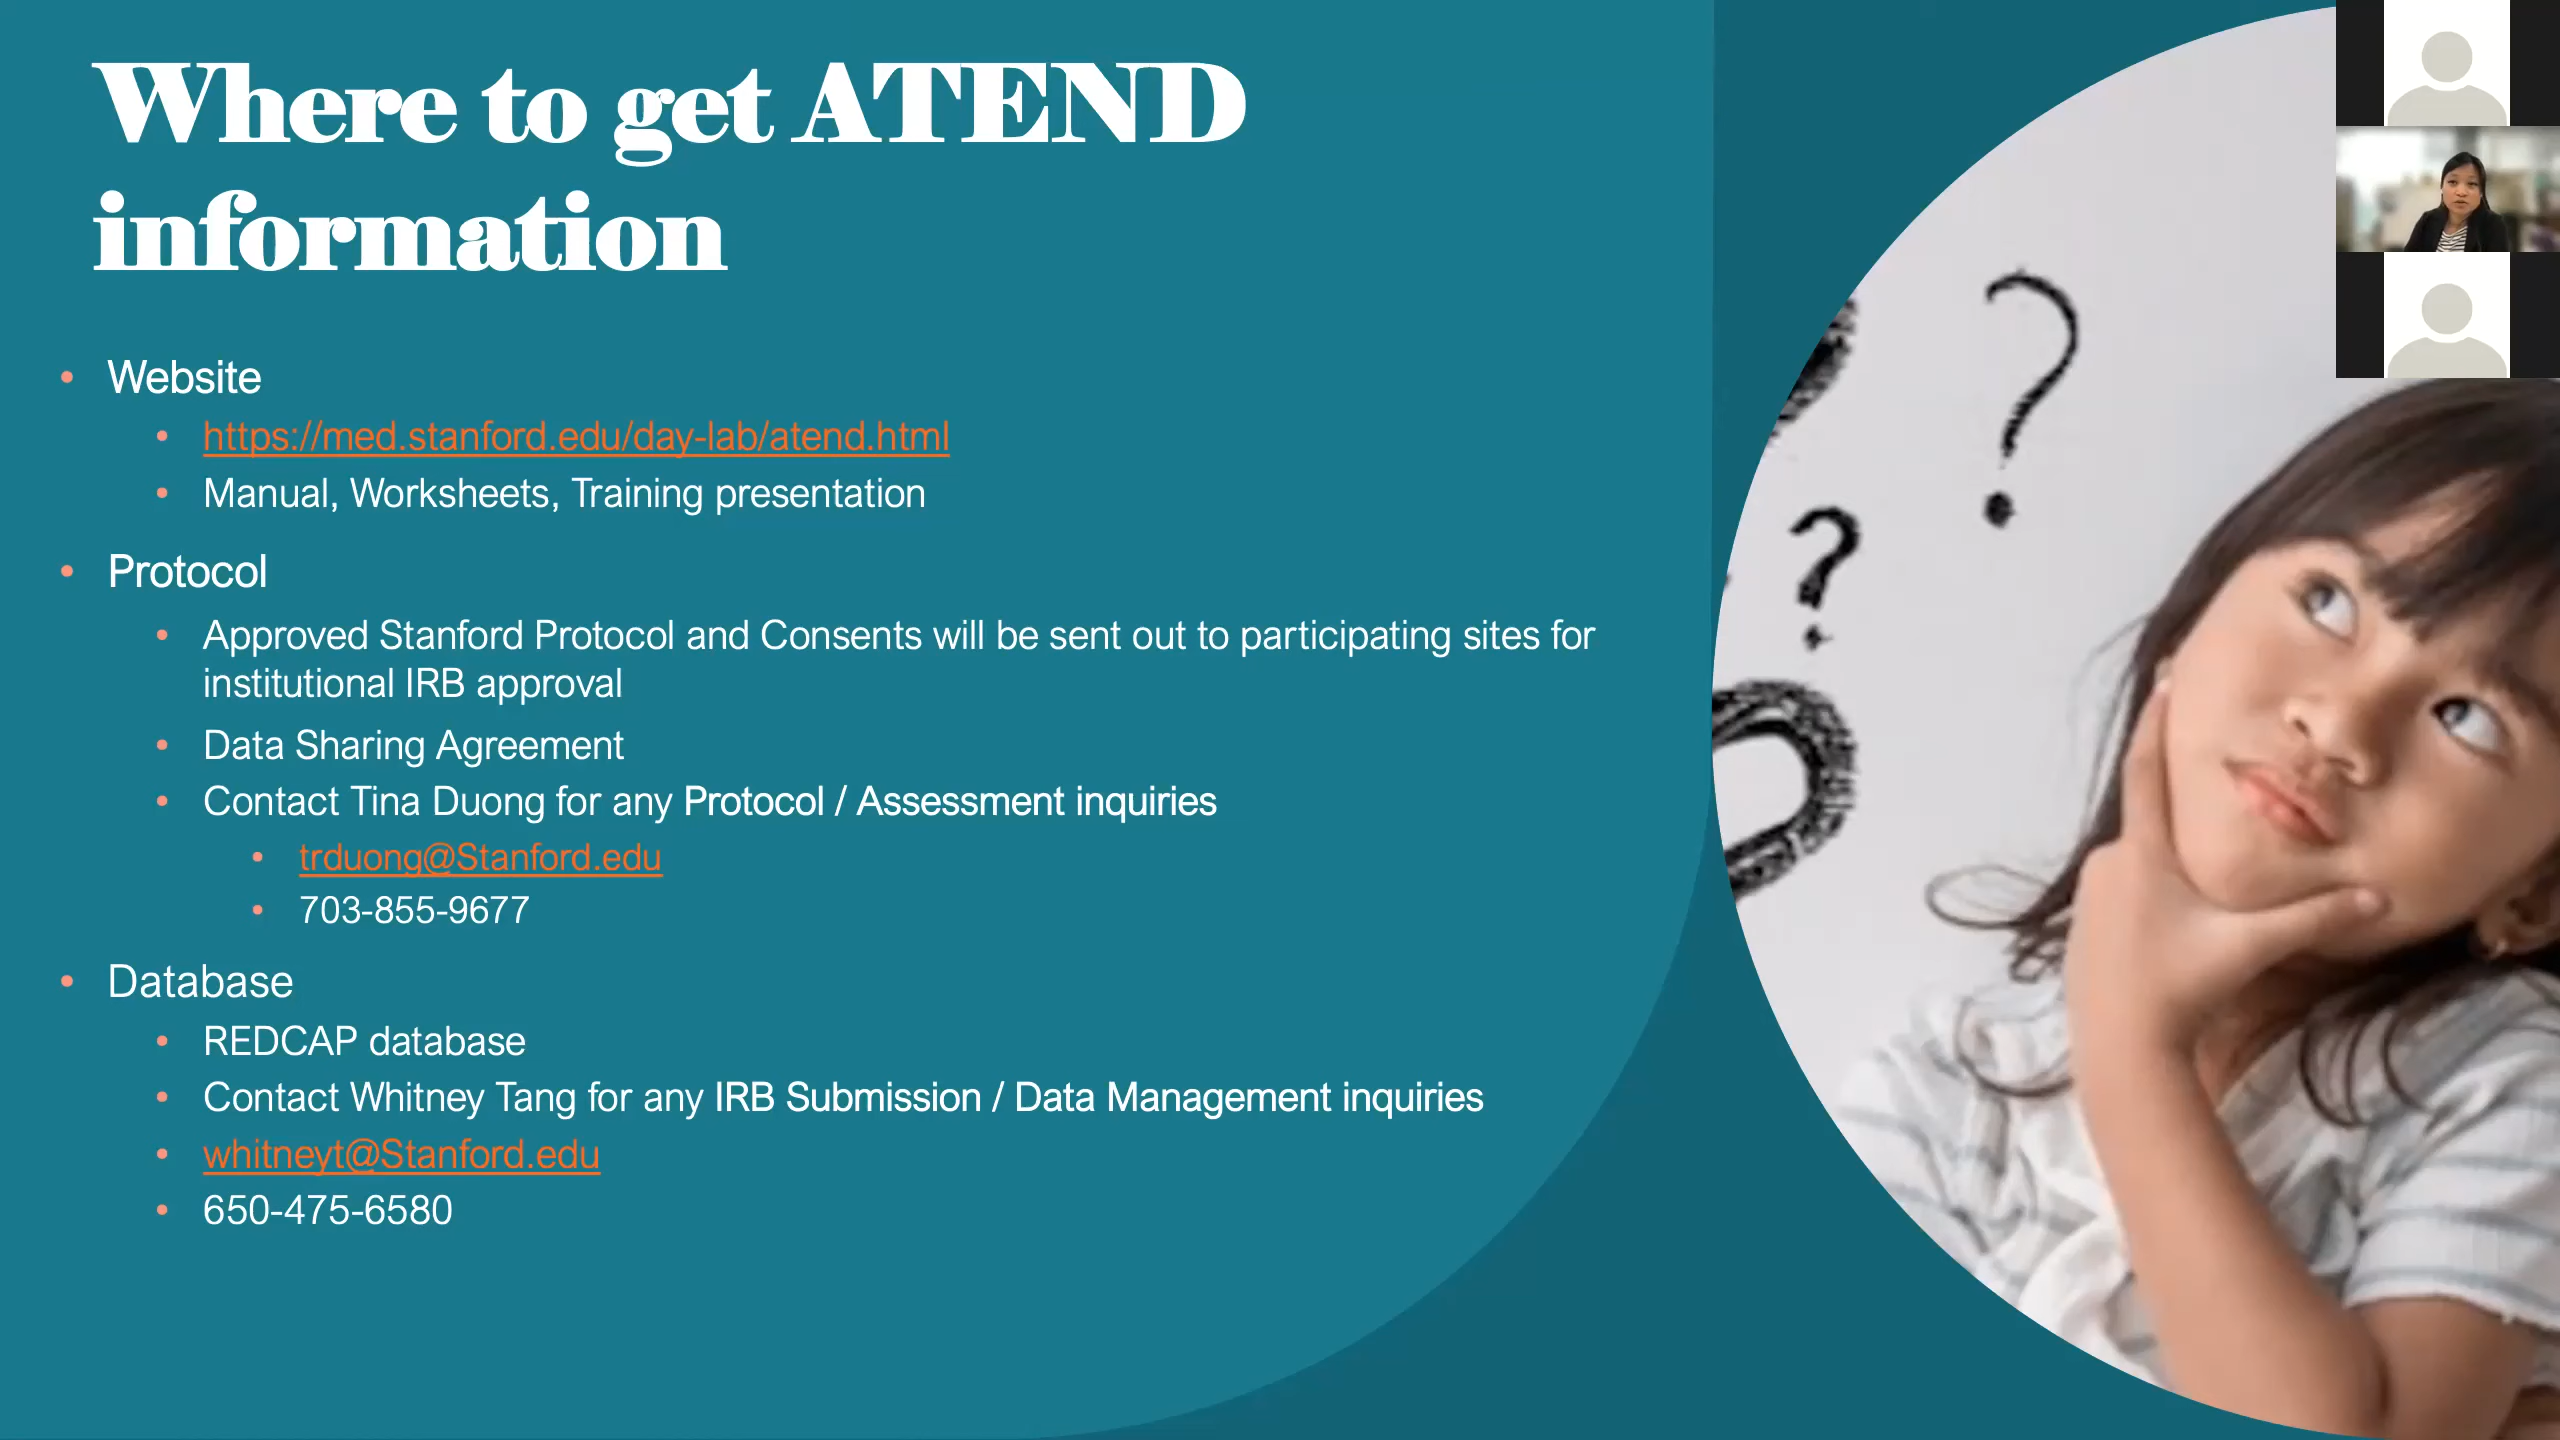 Where to get ATEND
information
Website
https://med.stanford.edu/day-lab/atend.html
Manual, Worksheets, Training presentation
Protocol
Approved Stanford Protocol and Consents will be sent out to participating sites for
institutional IRB approval
Data Sharing Agreement
Contact Tina Duong for any Protocol / Assessment inquiries
trduong@Stanford.edu
703-855-9677
Database
REDCAP database
Contact Whitney Tang for any IRB Submission / Data Management inquiries
whitneyt@Stanford.edu
650-475-6580
? 
?